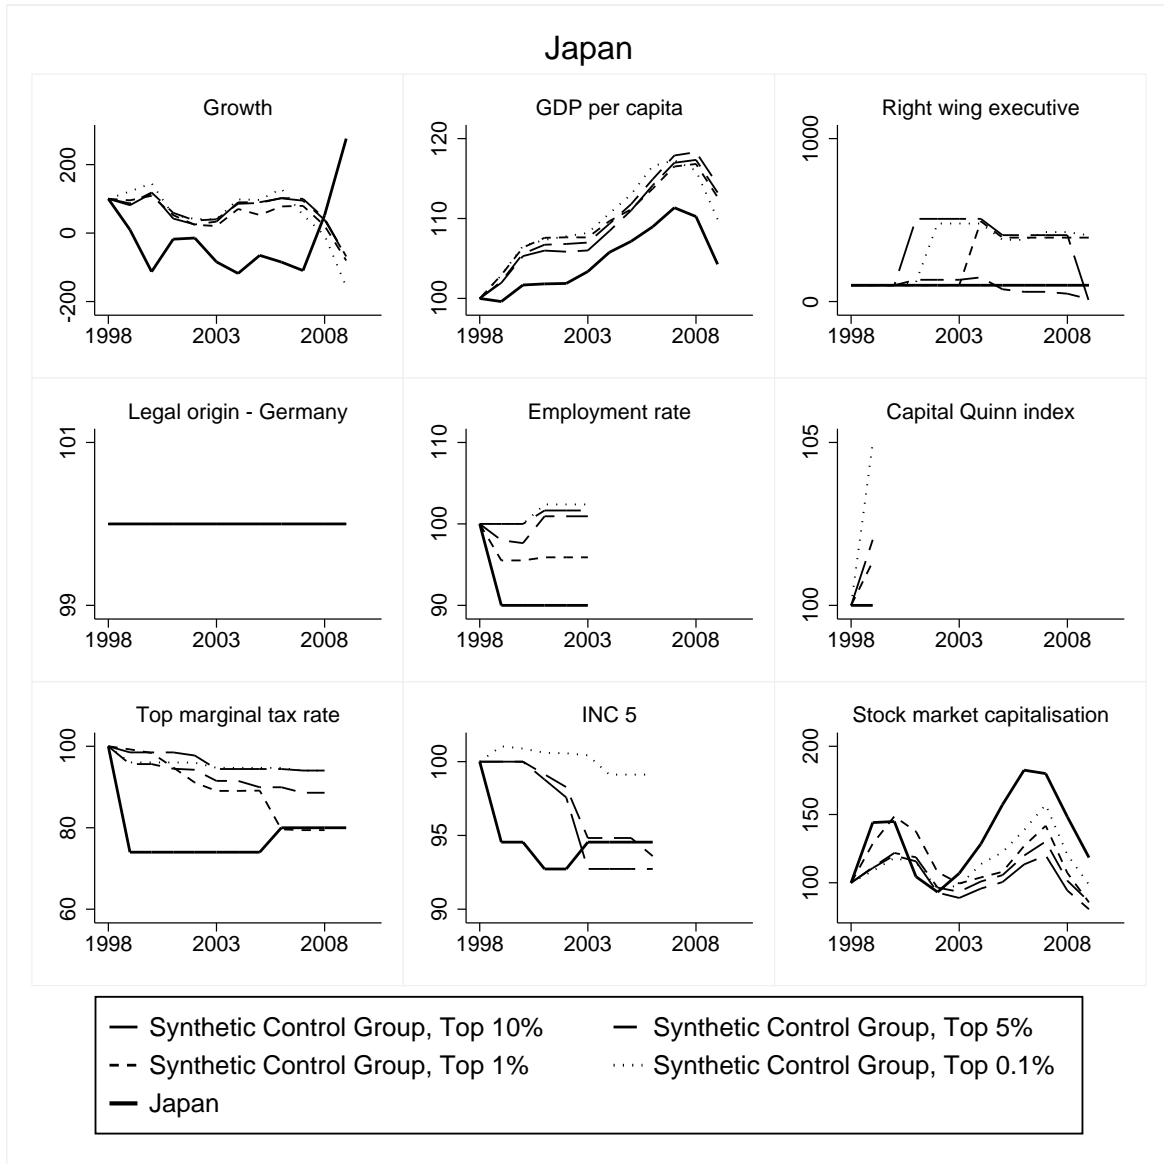 Japan
Growth
GDP per capita
Right wing executive
200
0
-200
1998 2003 2008
120
110
100
1998 2003 2008
1000
0
1998 2003 2008
Legal origin - Germany
Employment rate
Capital Quinn index
101
99
1998 2003 2008
110
100
90
1998 2003 2008
105
100
1998 2003 2008
Top marginal tax rate
INC 5
Stock market capitalisation
100
80
60
1998 2003 2008
100
95
90
1998 2003 2008
200
150
100
1998 2003 2008
Synthetic Control Group, Top 10%
Synthetic Control Group, Top 5%
Synthetic Control Group, Top 1%
Synthetic Control Group, Top 0.1%
Japan